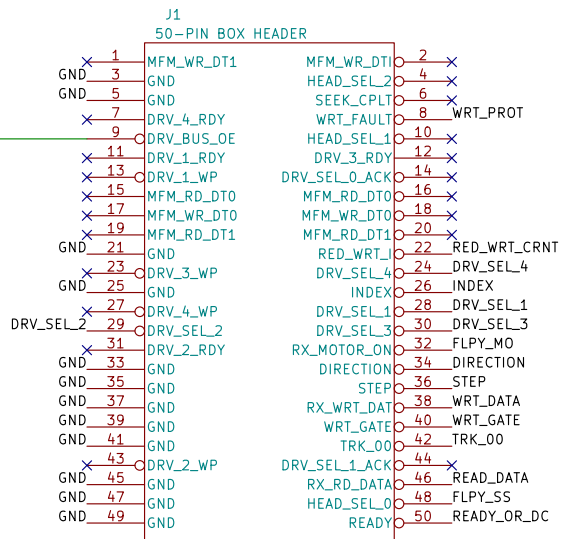 J1
50-PIN BOX HEADER
1 MFM_WR_DT1 MFM_WR_DTI 2
GND 3 GND HEAD_SEL_2 4
GND 5 GND SEEK_CPLT 6
7 DRV_4_RDY WRT_FAULT 8 WRT_PROT
9 DRV_BUS_OE HEAD_SEL_1 10
11 DRV_1_RDY DRV_3_RDY 12
13 DRV_1_WP DRV_SEL_0_ACK 14
15 MFM_RD_DT0 MFM_RD_DT0 16
17 MFM_WR_DT0 MFM_WR_DT0 18
19 MFM_RD_DT1 MFM_RD_DT1 20
GND 21 GND RED_WRT_I 22 RED_WRT_CRNT
23 DRV_3_WP DRV_SEL_4 24 DRV_SEL_4
GND 25 GND INDEX 26 INDEX
27 DRV_4_WP DRV_SEL_1 28 DRV_SEL_1
DRV_SEL_2 29 DRV_SEL_2 DRV_SEL_3 30 DRV_SEL_3
31 DRV_2_RDY RX_MOTOR_ON 32 FLPY_MO
GND 33 GND DIRECTION 34 DIRECTION
GND 35 GND STEP 36 STEP
GND 37 GND RX_WRT_DAT 38 WRT_DATA
GND 39 GND WRT_GATE 40 WRT_GATE
GND 41 GND TRK_00 42 TRK_00
43 DRV_2_WP DRV_SEL_1_ACK 44
GND 45 GND RX_RD_DATA 46 READ_DATA
GND 47 GND HEAD_SEL_0 48 FLPY_SS
GND 49 GND READY 50 READY_OR_DC